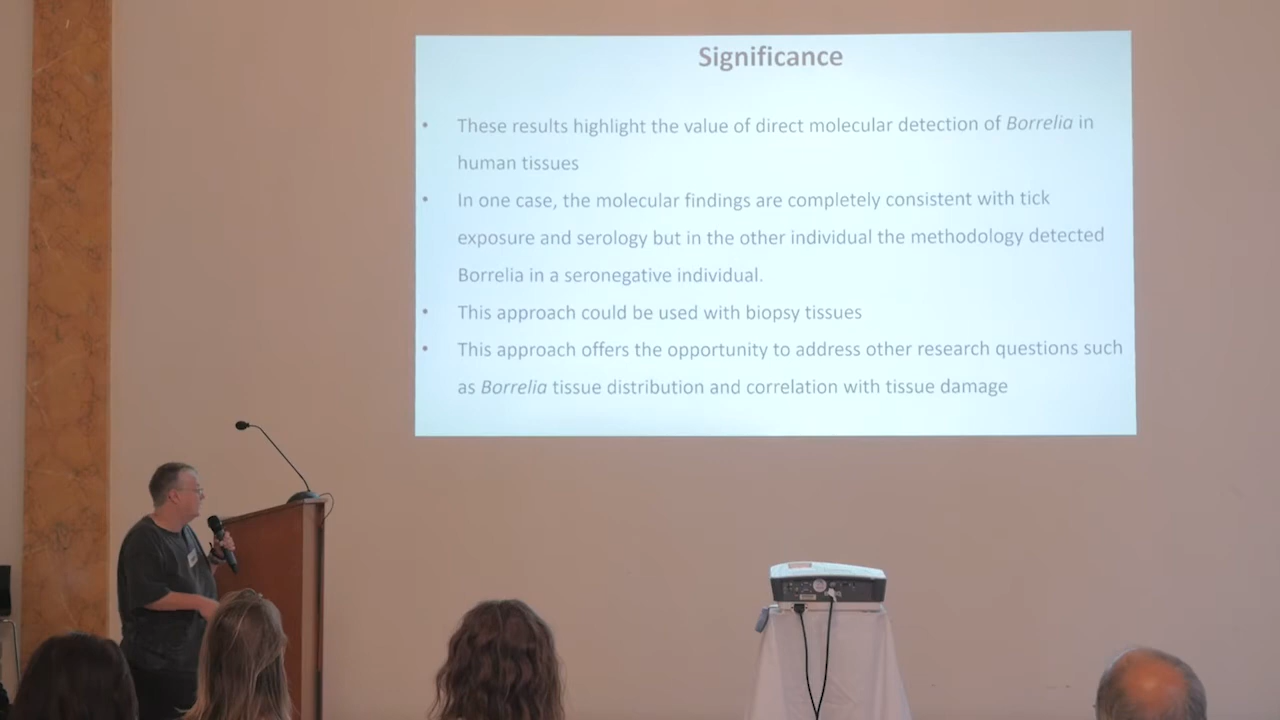 Significance
• These results highlight the value of direct molecular detection of Borrelia in
human tissues
• In one case, the molecular findings are completely consistent with tick
exposure and serology but in the other individual the methodology detected
Borrelia in a seronegative individual.
• This approach could be used with biopsy tissues
• This approach offers the opportunity to address other research questions such
as Borrelia tissue distribution and correlation with tissue damage